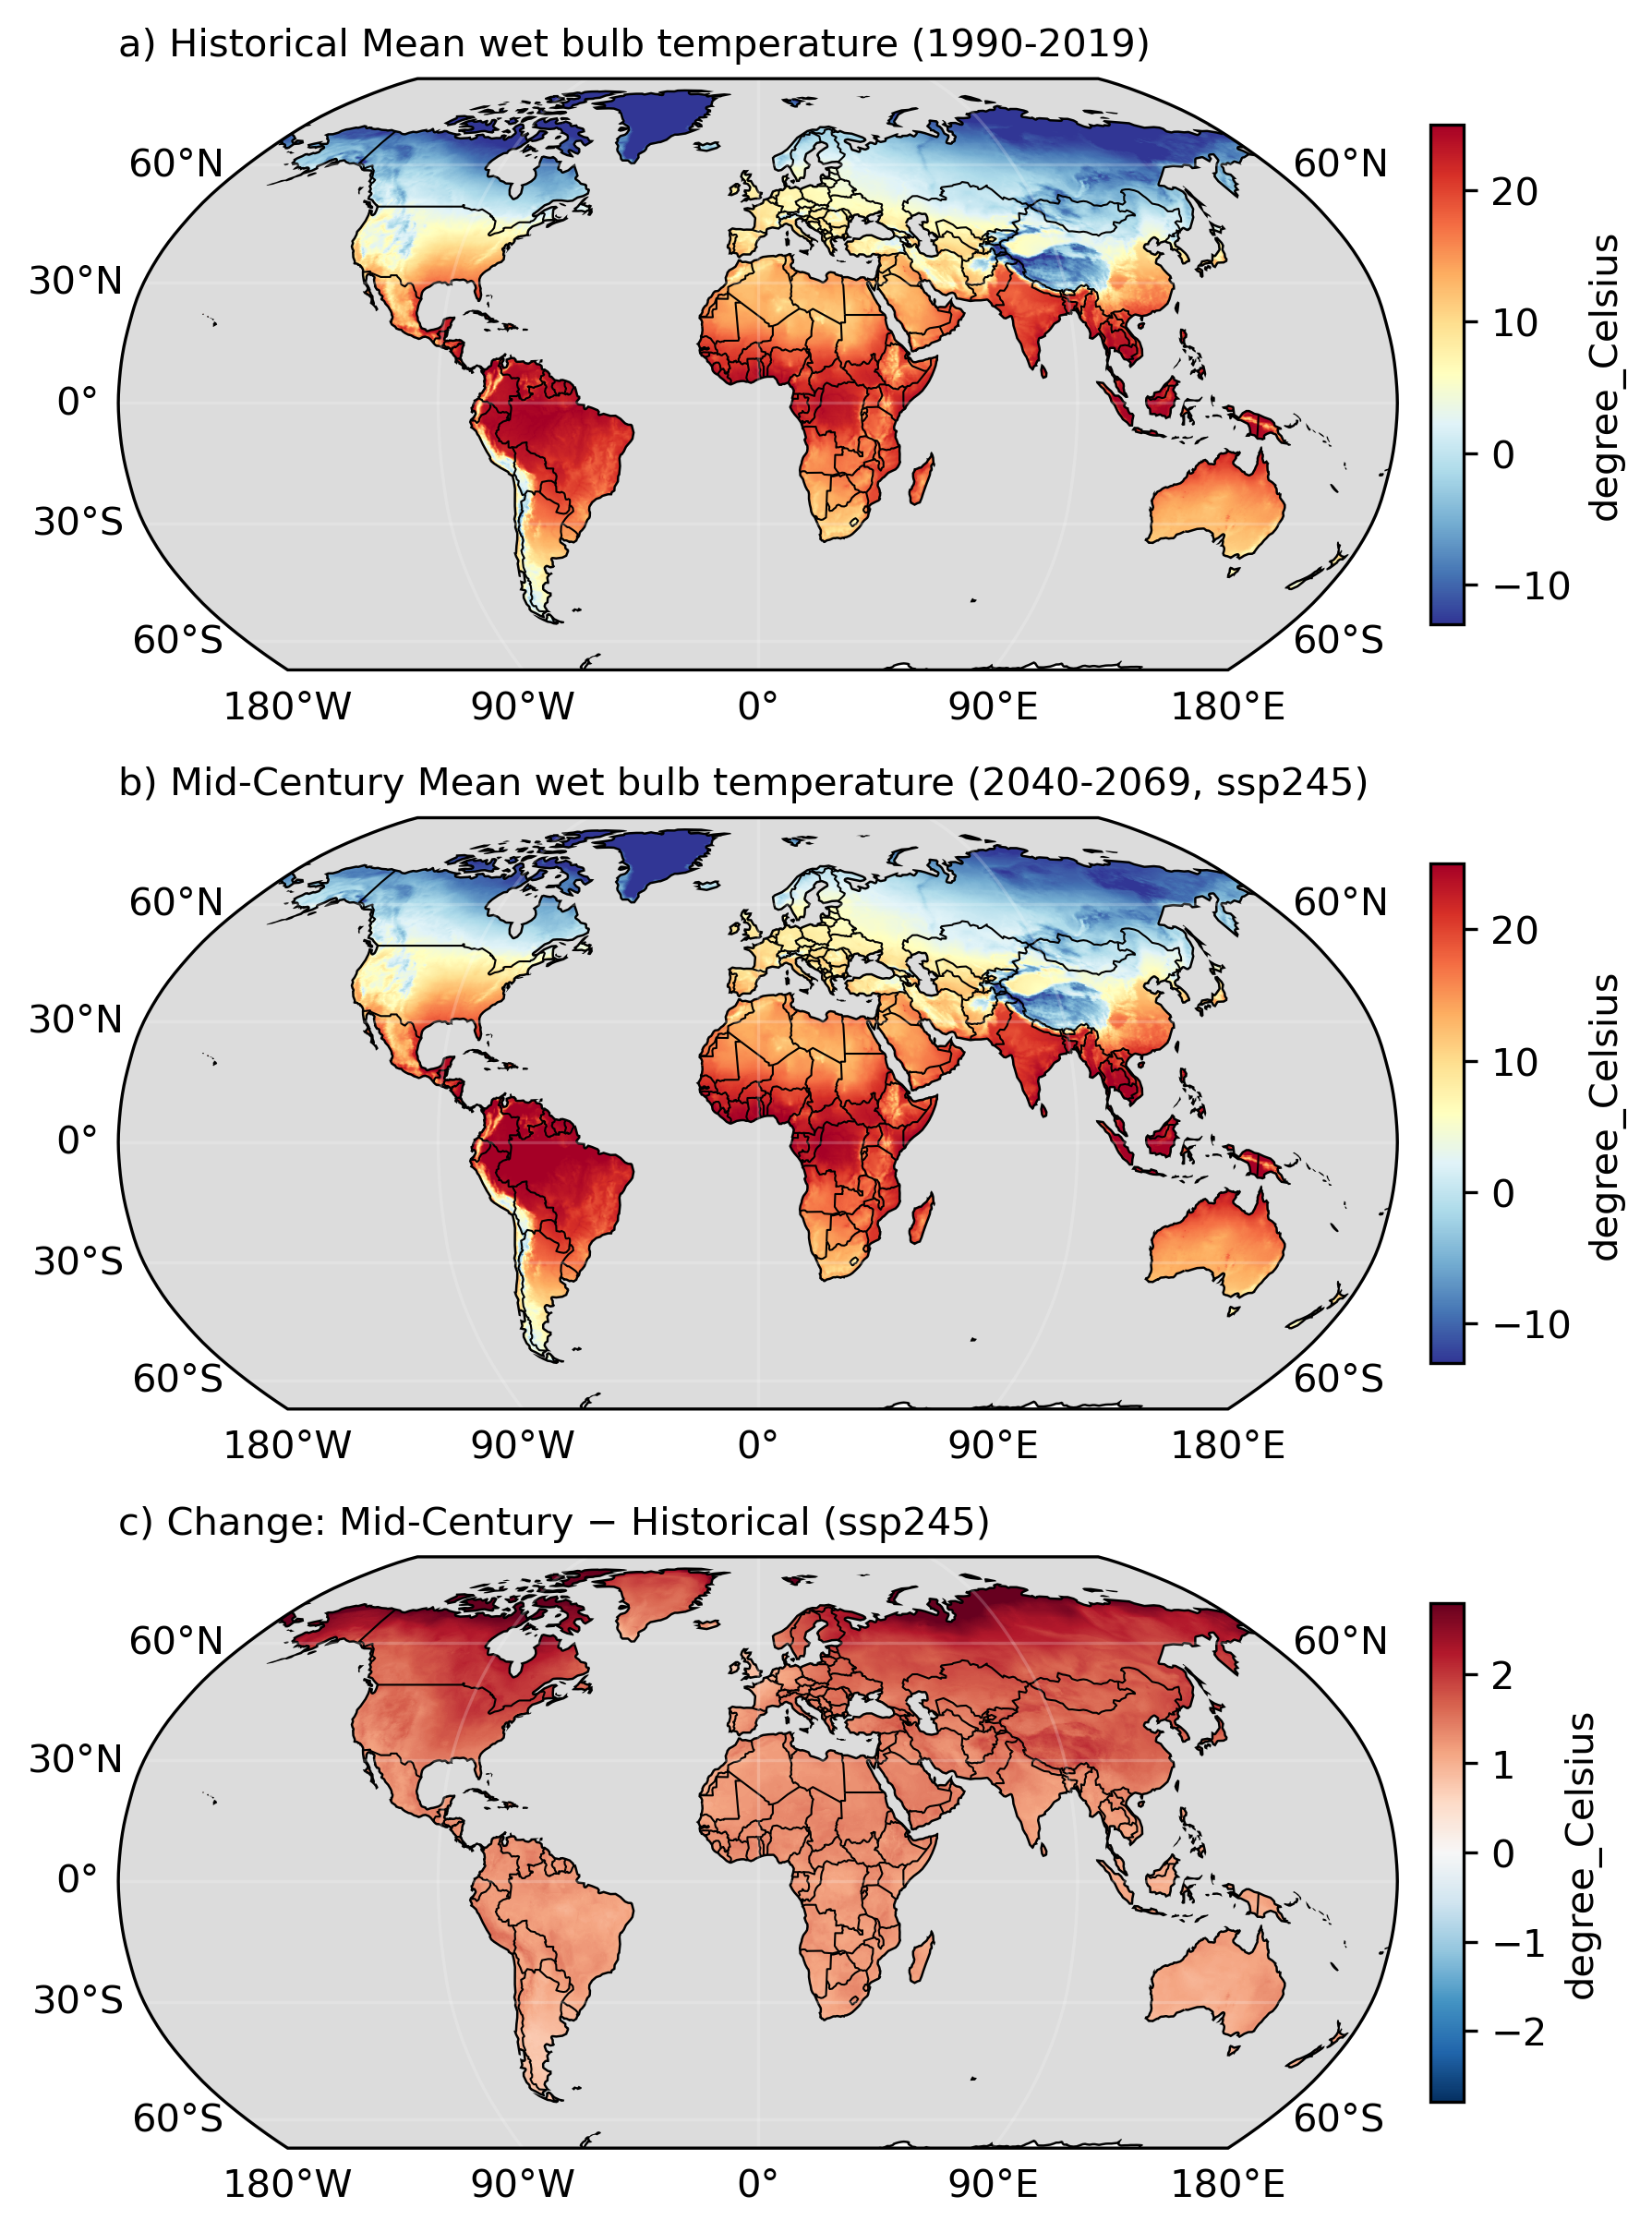 a) Historical Mean wet bulb temperature (1990-2019)
60°N
60°N
30°N
0°
30°S
60°S
60°S
180°W
90°W
0°
90°E
180°E
20
10
0
−10
degree_Celsius
b) Mid-Century Mean wet bulb temperature (2040-2069, ssp245)
60°N
60°N
30°N
0°
30°S
60°S
60°S
180°W
90°W
0°
90°E
180°E
20
10
0
−10
degree_Celsius
c) Change: Mid-Century − Historical (ssp245)
60°N
60°N
30°N
0°
30°S
60°S
60°S
180°W
90°W
0°
90°E
180°E
2
1
0
−1
−2
degree_Celsius